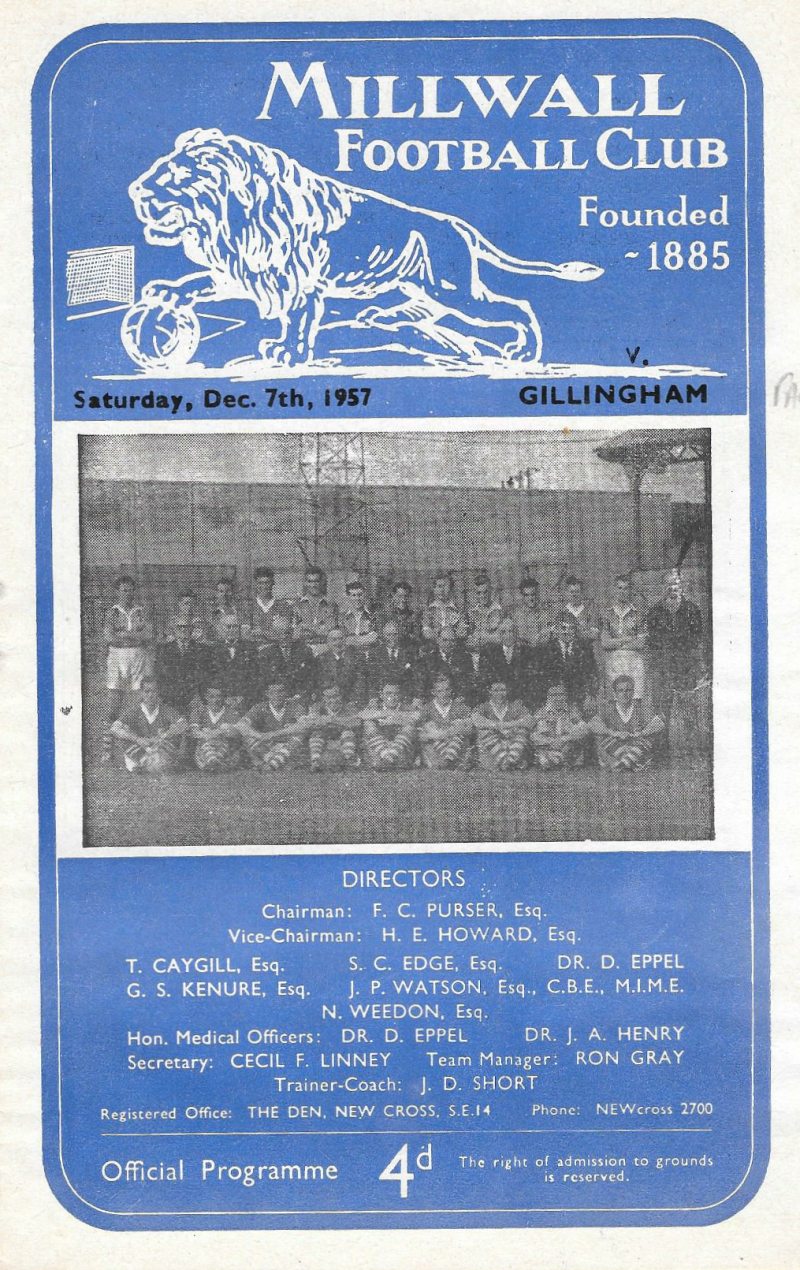 MILLWALL
FOOTBALL CLUB
Founded
~1885
v.
Saturday, Dec. 7th, 1957 GILLINGHAM
DIRECTORS
Chairman: F. C. PURSER, Esq.
Vice-Chairman: H. E. HOWARD, Esq.
T. CAYGILL, Esq. S. C. EDGE, Esq. DR. D. EPPEL
G. S. KENURE, Esq. J. P. WATSON, Esq., C.B.E., M.I.M.E.
N. WEEDON, Esq.
Hon. Medical Officers: DR. D. EPPEL DR. J. A. HENRY
Secretary: CECIL F. LINNEY Team Manager: RON GRAY
Trainer-Coach: J. D. SHORT
Registered Office: THE DEN, NEW CROSS, S.E.14 Phone: NEWcross 2700
Official Programme 4d The right of admission to grounds
is reserved.